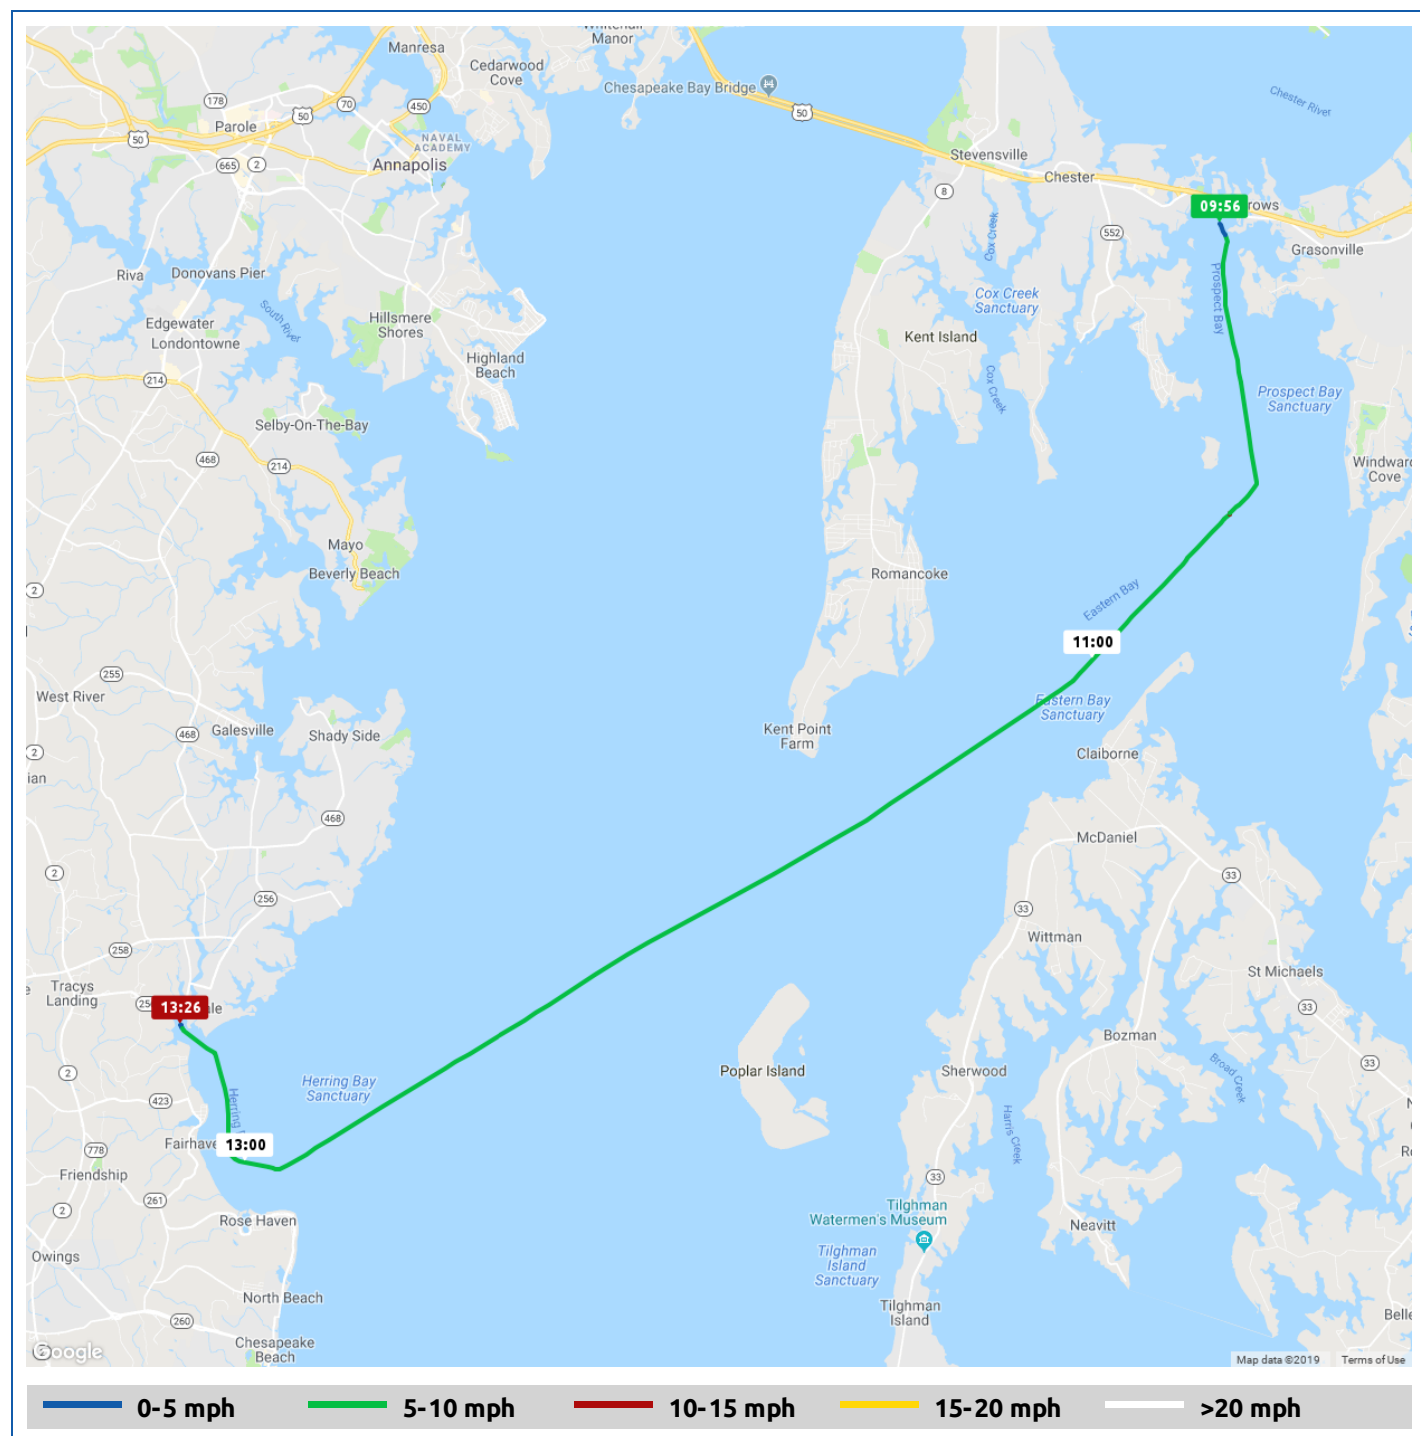 Whitehall
Manor
Manresa
Cedarwood
Cove
Chesapeake Bay Bridge
50
Chester River
178
70
450
50
Parole
50
NAVAL
ACADEMY
665
2
Annapolis
Stevensville
Chester
8
09:56
rows
552
Grasonville
Cox Creek
Riva
Donovans Pier
South River
Prospect Bay
Cox Creek
Sanctuary
Edgewater
Londontowne
Hillsmere
Shores
Kent Island
Highland
Beach
214
Cox Creek
Prospect Bay
Sanctuary
Selby-On-The-Bay
468
214
Windward
Cove
Mayo
Beverly Beach
Romancoke
2
Eastern Bay
11:00
255
West River
Eastern Bay
Sanctuary
468
Galesville
Shady Side
Kent Point
Farm
2
ian
Claiborne
468
McDaniel
2
33
256
33
258
Wittman
St Michaels
Tracys
Landing
25
13:26
le
33
Bozman
Herring Bay
Sanctuary
Poplar Island
Sherwood
Broad Creek
33
2
423
Herring
Harris Creek
Fairhave
13:00
778
Friendship
33
261
2
Rose Haven
Tilghman
Watermen's Museum
Neavitt
Owings
Tilghman
Island
Sanctuary
North Beach
Tilghman
Island
260
Belle
Chesapeake
Beach
Google
Map data ©2019
Terms of Use
0-5 mph
5-10 mph
10-15 mph
15-20 mph
>20 mph